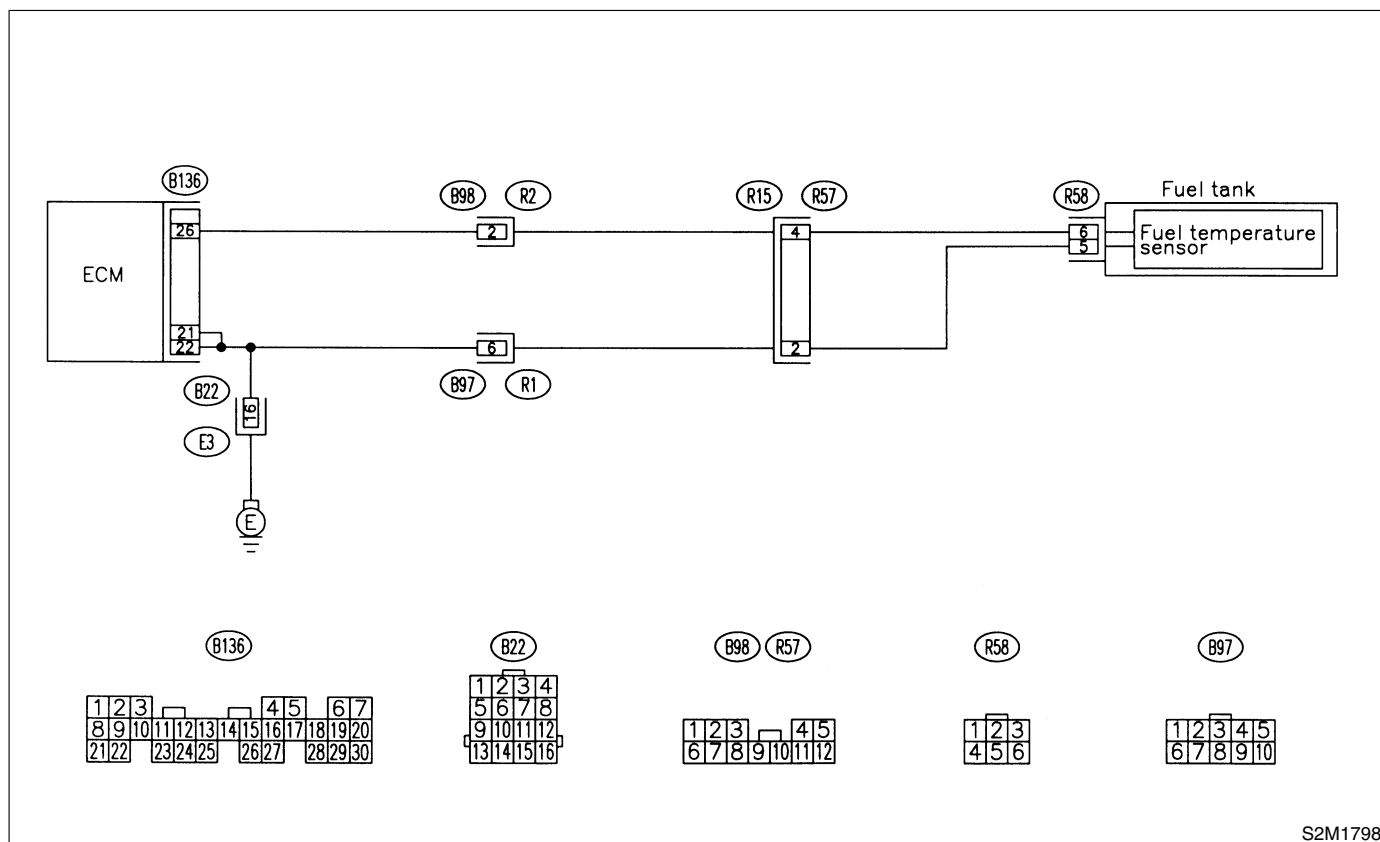 B136
B98 R2
R15 R57
R58
Fuel tank
26
2
4
6
5
Fuel temperature
sensor
ECM
21
22
6
2
B97 R1
B22
16
E3
E
B136
B22
B98 R57
R58
B97
1 2 3 4 5 6 7
8 9 10 11 12 13 14 15 16 17 18 19 20
21 22 23 24 25 26 27 28 29 30
1 2 3 4
5 6 7 8
9 10 11 12
13 14 15 16
1 2 3 4 5
6 7 8 9 10 11 12
1 2 3
4 5 6
1 2 3 4 5
6 7 8 9 10
S2M1798